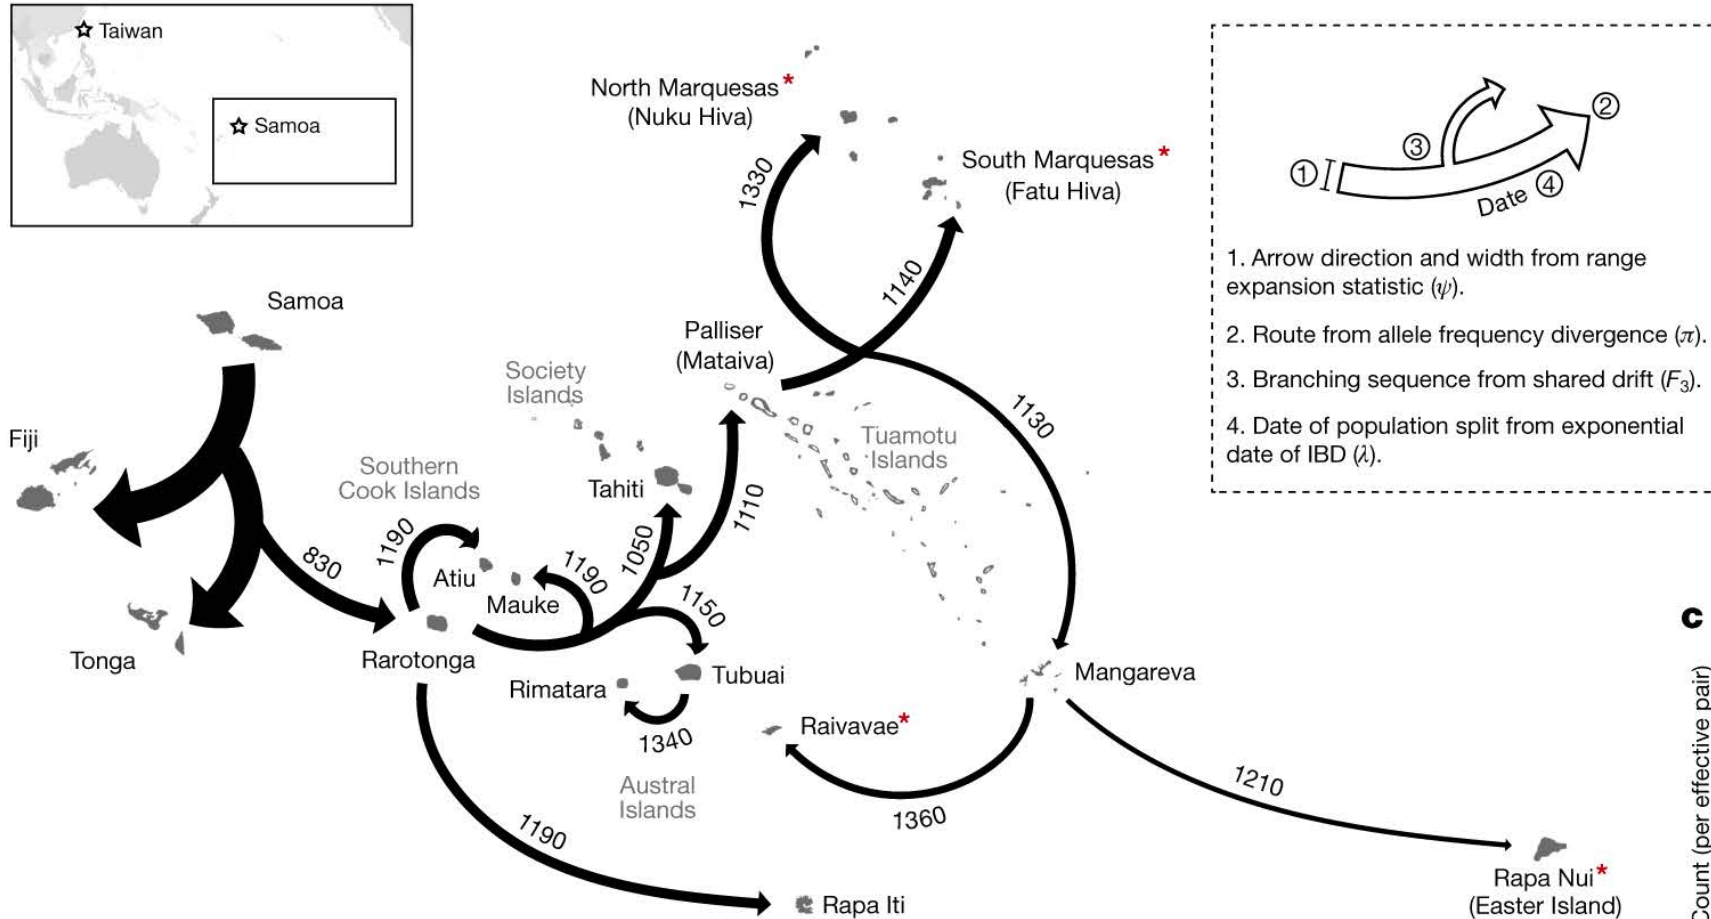 Taiwan
Samoa
North Marquesas*
(Nuku Hiva)
South Marquesas*
(Fatu Hiva)
1330
1140
Samoa
Palliser
(Mataiva)
Society
Islands
1130
Fiji
Tuamotu
Islands
Southern
Cook Islands
Tahiti
1110
1190
1050
830
Atiu
1190
Mauke
1150
Tonga
Rarotonga
Rimatara
Tubuai
Mangareva
Raivavae*
1340
Austral
Islands
1210
1360
1190
Rapa Iti
Rapa Nui*
(Easter Island)
①
②
③
Date ④
1. Arrow direction and width from range
expansion statistic (ψ).
2. Route from allele frequency divergence (π).
3. Branching sequence from shared drift (F₃).
4. Date of population split from exponential
date of IBD (λ).
c
Count (per effective pair)